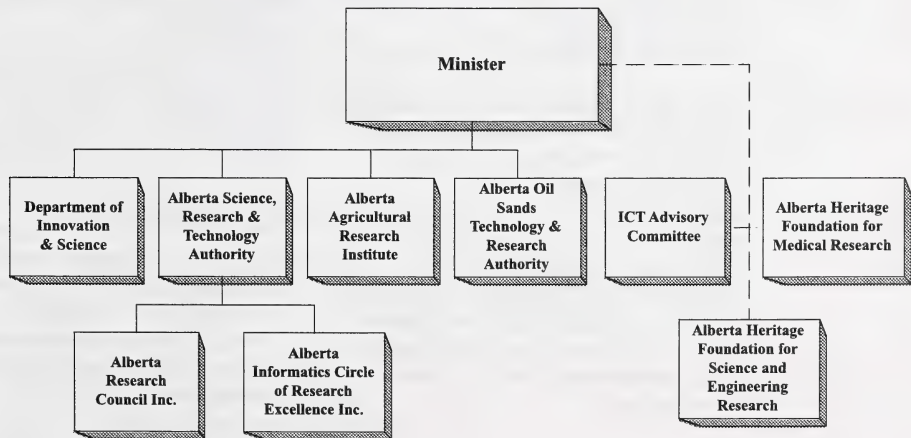 Minister
Department of
Innovation
& Science
Alberta Science,
Research &
Technology
Authority
Alberta
Agricultural
Research
Institute
Alberta Oil
Sands
Technology &
Research
Authority
ICT Advisory
Committee
Alberta Heritage
Foundation for
Medical Research
Alberta
Research
Council Inc.
Alberta
Informatics Circle
of Research
Excellence Inc.
Alberta Heritage
Foundation for
Science and
Engineering
Research